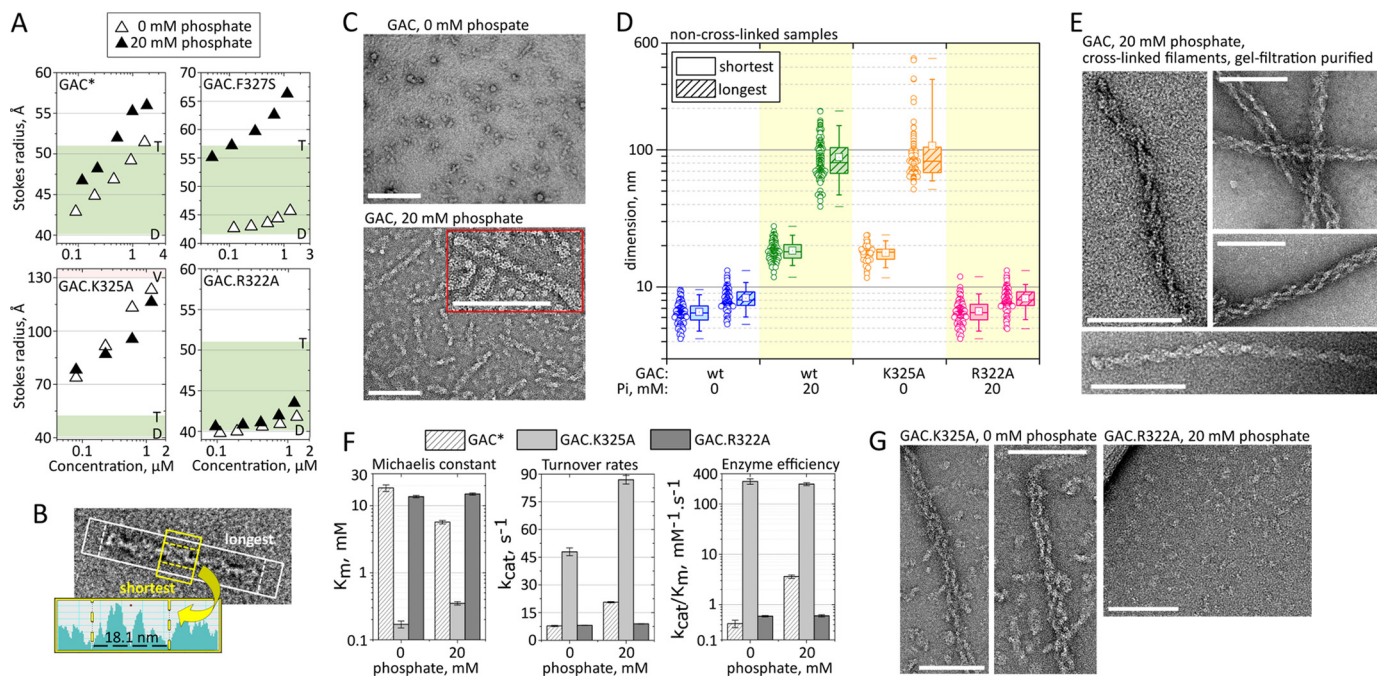 A
△ 0 mM phosphate
▲ 20 mM phosphate
60
55
50
45
40
Stokes radius, Å
GAC*
T
D
0.1
1
4
65
60
55
50
45
40
GAC.F327S
T
D
0.1
1
3
130
100
70
40
Stokes radius, Å
GAC.K325A
V
T
D
0.1
1
2
60
55
50
45
40
GAC.R322A
T
D
0.1
1
2
Concentration, μM
B
longest
shortest
18.1 nm
C
GAC, 0 mM phospate
GAC, 20 mM phosphate
D
non-cross-linked samples
shortest
longest
600
100
10
dimension, nm
GAC: wt wt K325A R322A
Pi, mM: 0 20 0 20
E
GAC, 20 mM phosphate,
cross-linked filaments, gel-filtration purified
F
GAC* GAC.K325A GAC.R322A
Michaelis constant
30
10
1
0.1
Km, mM
0 20
phosphate, mM
Turnover rates
90
75
60
45
30
15
0
kcat, s-1
0 20
phosphate, mM
Enzyme efficiency
400
100
10
1
0.1
kcat/Km, mM-1.s-1
0 20
phosphate, mM
G
GAC.K325A, 0 mM phosphate
GAC.R322A, 20 mM phosphate